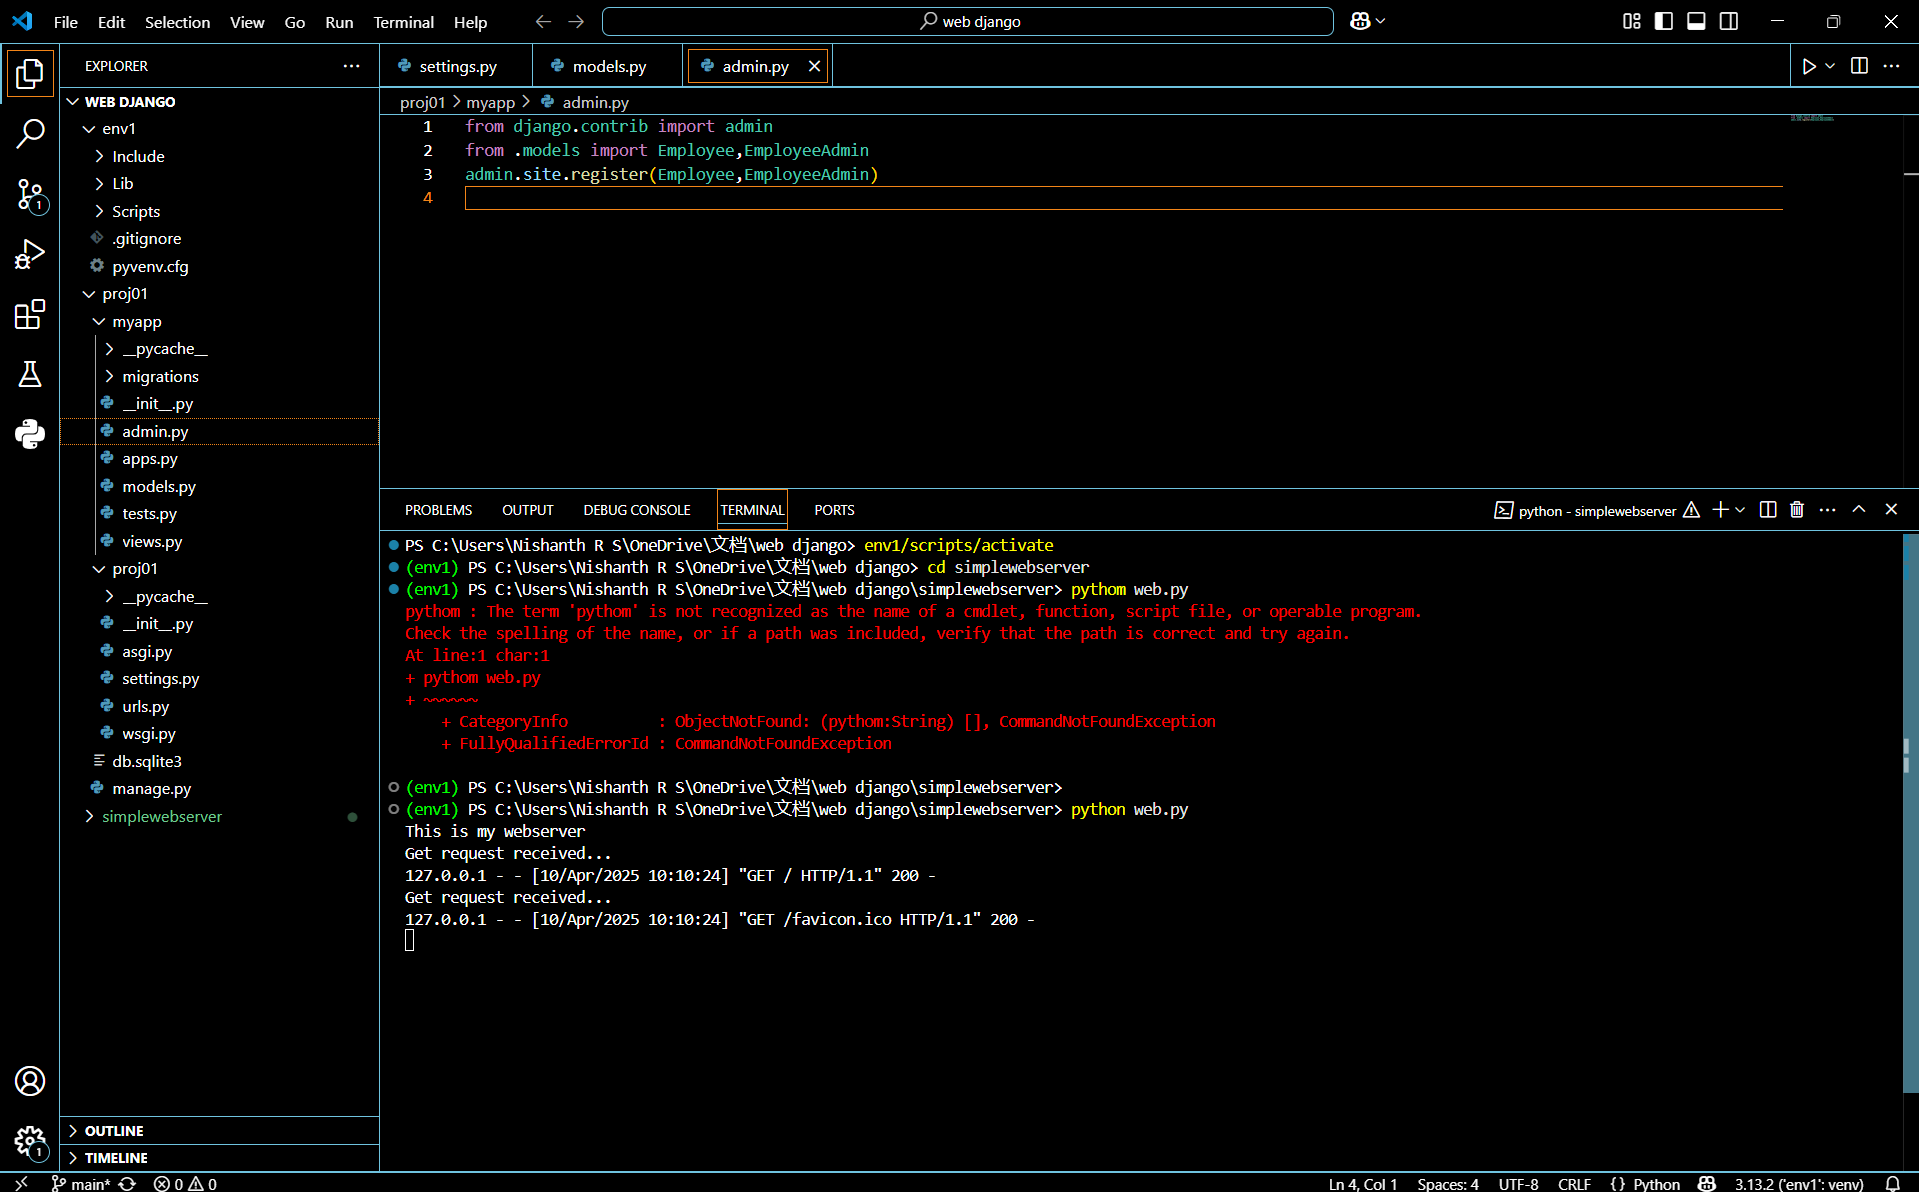 File Edit Selection View Go Run Terminal Help
web django
EXPLORER
WEB DJANGO
env1
Include
Lib
Scripts
.gitignore
pyvenv.cfg
proj01
myapp
__pycache__
migrations
__init__.py
admin.py
apps.py
models.py
tests.py
views.py
proj01
__pycache__
__init__.py
asgi.py
settings.py
urls.py
wsgi.py
db.sqlite3
manage.py
simplewebserver
OUTLINE
TIMELINE
settings.py
models.py
admin.py
proj01 > myapp > admin.py
1 from django.contrib import admin
2 from .models import Employee,EmployeeAdmin
3 admin.site.register(Employee,EmployeeAdmin)
4
PROBLEMS OUTPUT DEBUG CONSOLE TERMINAL PORTS
python - simplewebserver
PS C:\Users\Nishanth R S\OneDrive\文档\web django> env1/scripts/activate
(env1) PS C:\Users\Nishanth R S\OneDrive\文档\web django> cd simplewebserver
(env1) PS C:\Users\Nishanth R S\OneDrive\文档\web django\simplewebserver> pythom web.py
pythom : The term 'pythom' is not recognized as the name of a cmdlet, function, script file, or operable program.
Check the spelling of the name, or if a path was included, verify that the path is correct and try again.
At line:1 char:1
+ pythom web.py
+ ~~~~~~
+ CategoryInfo : ObjectNotFound: (pythom:String) [], CommandNotFoundException
+ FullyQualifiedErrorId : CommandNotFoundException
(env1) PS C:\Users\Nishanth R S\OneDrive\文档\web django\simplewebserver>
(env1) PS C:\Users\Nishanth R S\OneDrive\文档\web django\simplewebserver> python web.py
This is my webserver
Get request received...
127.0.0.1 - - [10/Apr/2025 10:10:24] "GET / HTTP/1.1" 200 -
Get request received...
127.0.0.1 - - [10/Apr/2025 10:10:24] "GET /favicon.ico HTTP/1.1" 200 -
1
1
main* 0 0
Ln 4, Col 1 Spaces: 4 UTF-8 CRLF {} Python 3.13.2 ('env1': venv)